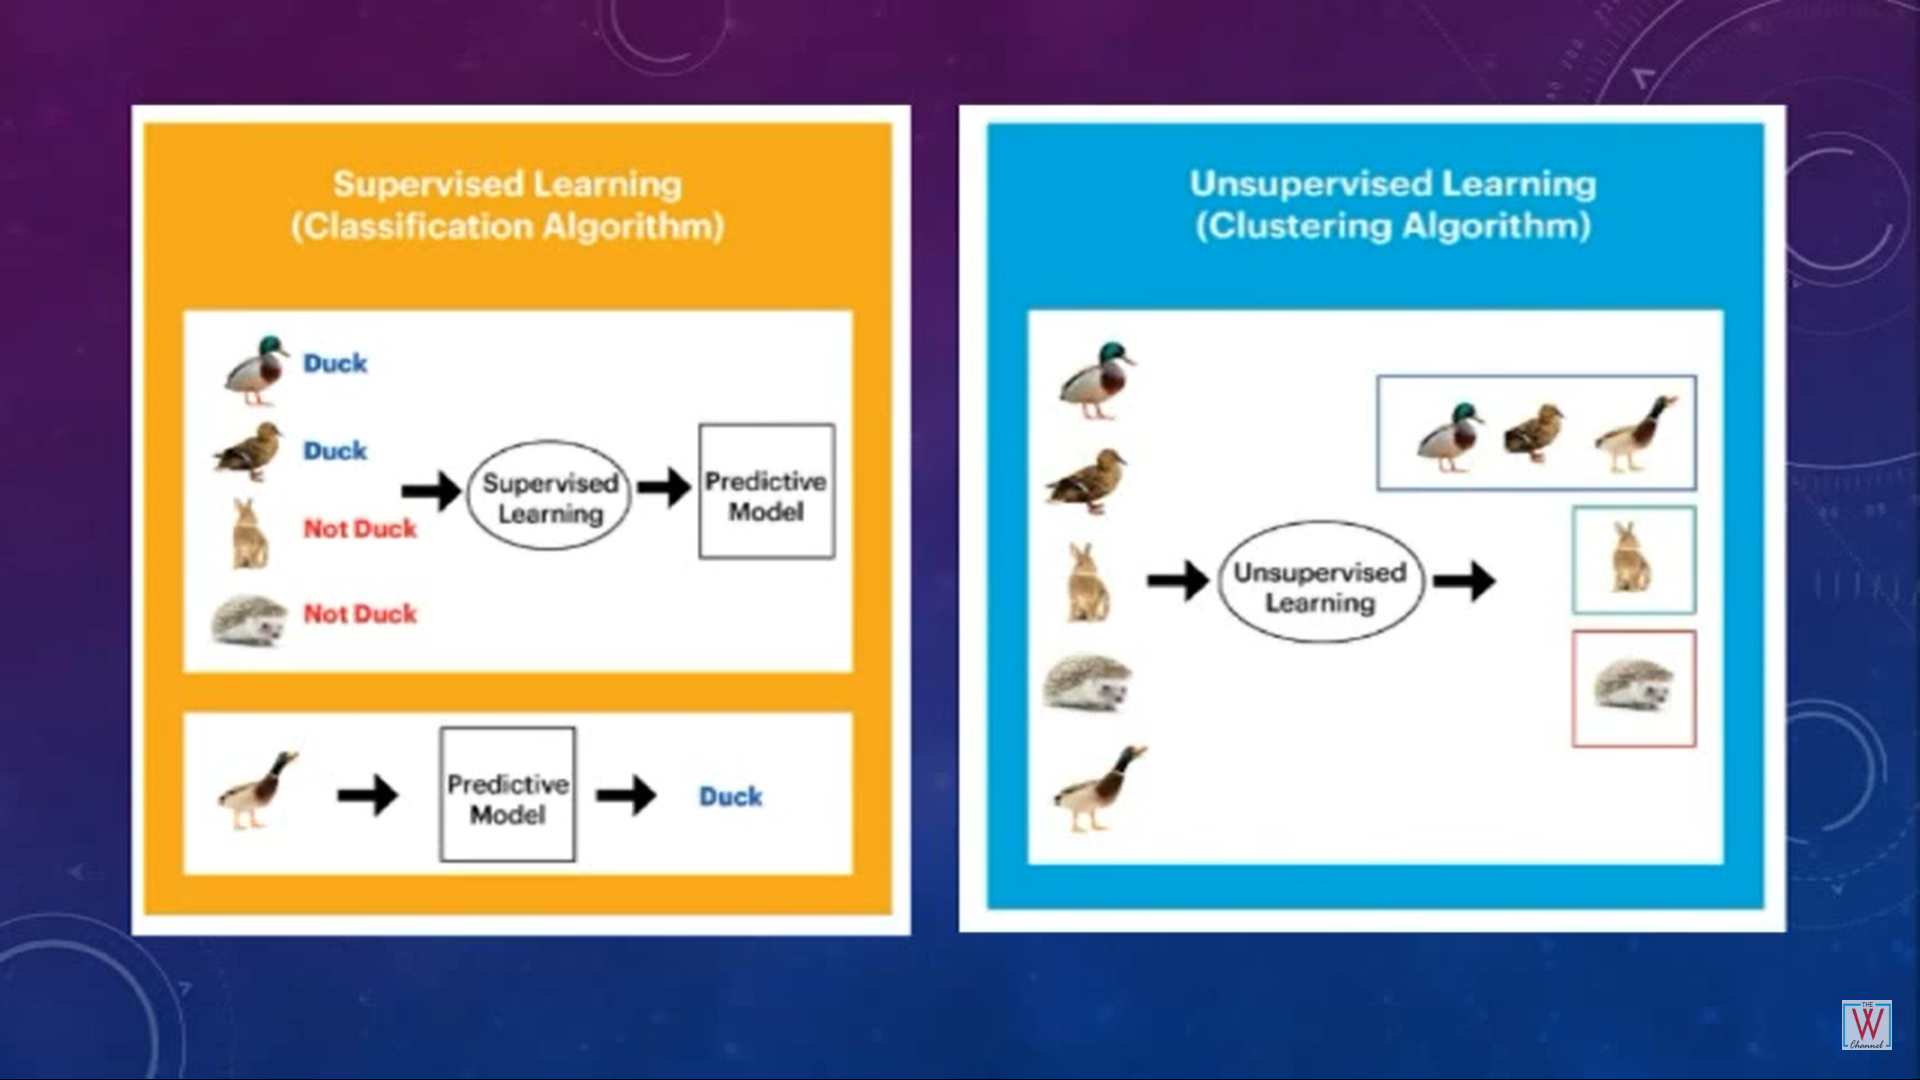 Supervised Learning
(Classification Algorithm)
Duck
Duck
Not Duck
Not Duck
Supervised
Learning
Predictive
Model
Predictive
Model
Duck
Unsupervised Learning
(Clustering Algorithm)
Unsupervised
Learning
THE
W
Channel